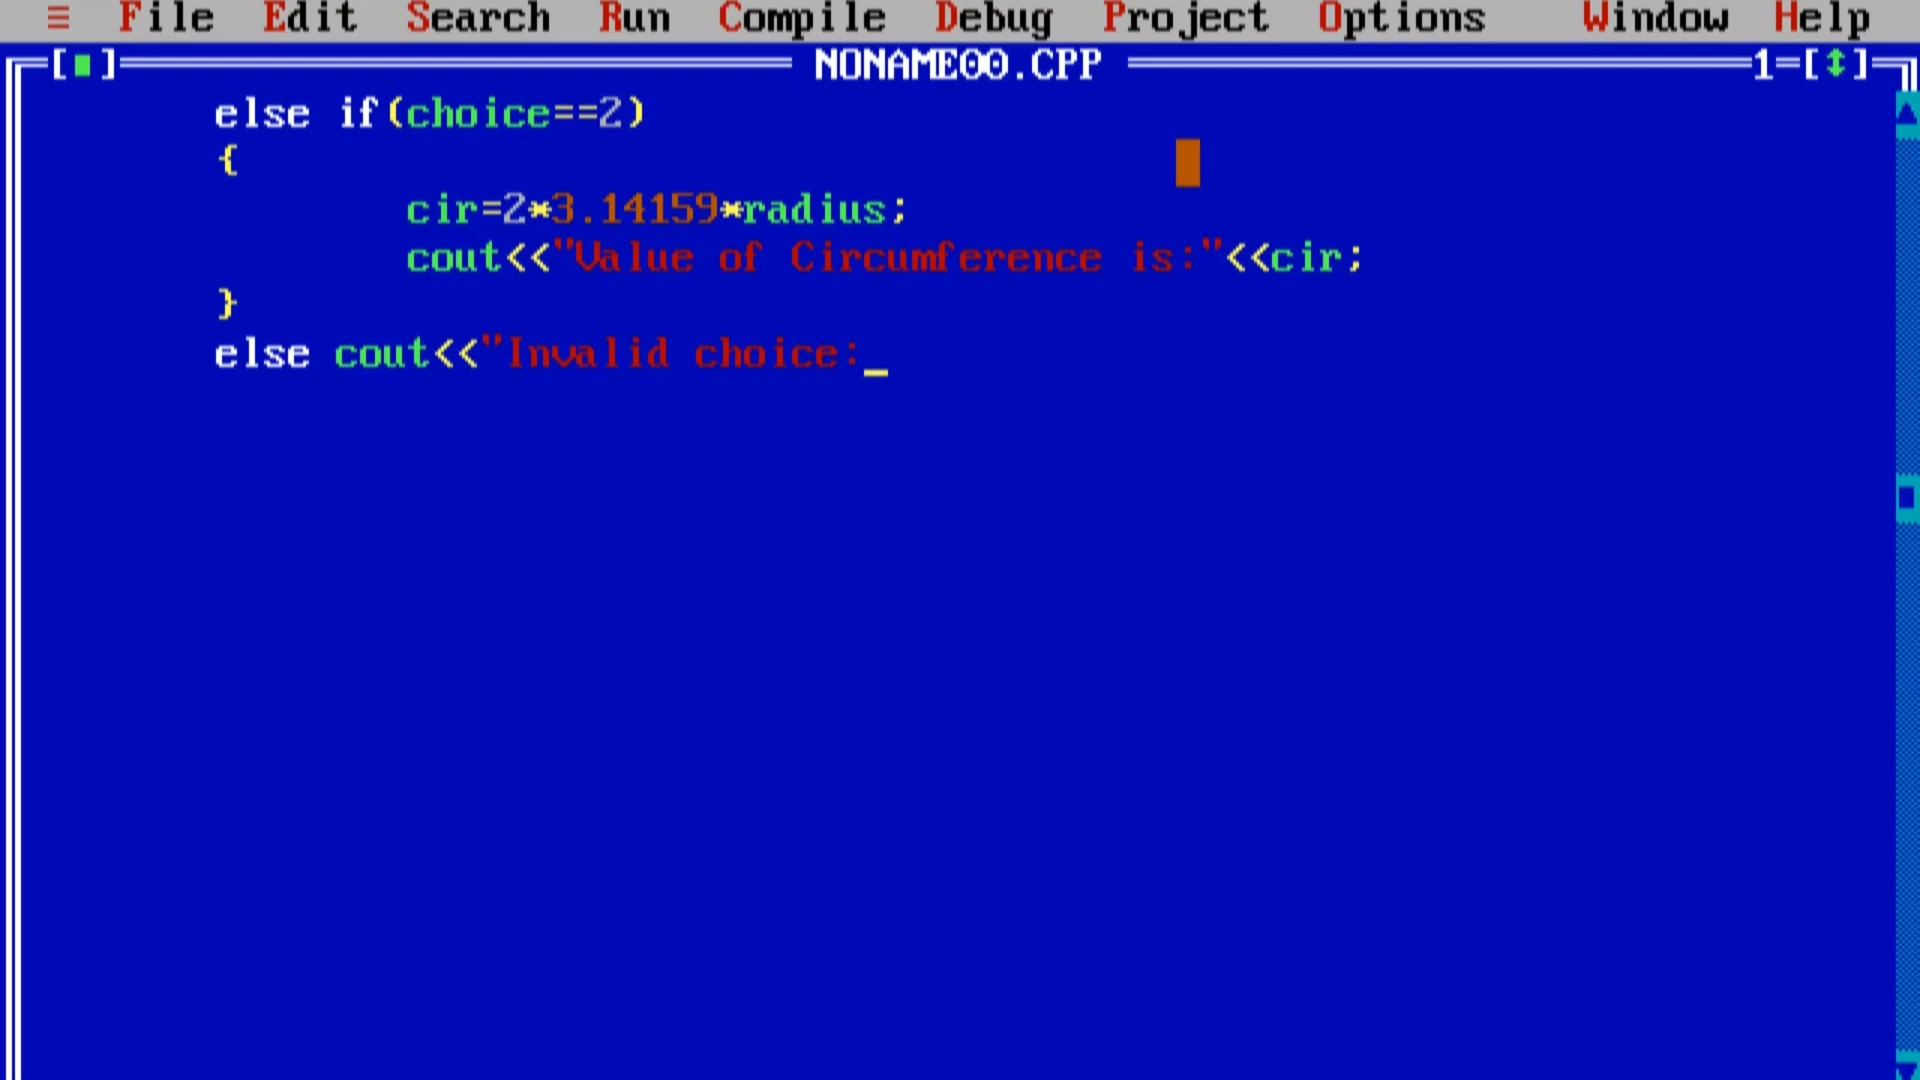 ≡ File Edit Search Run Compile Debug Project Options Window Help
[■] NONAME00.CPP 1=[↕]
else if(choice==2)
{
cir=2*3.14159*radius;
cout<<"Value of Circumference is:"<<cir;
}
else cout<<"Invalid choice:_